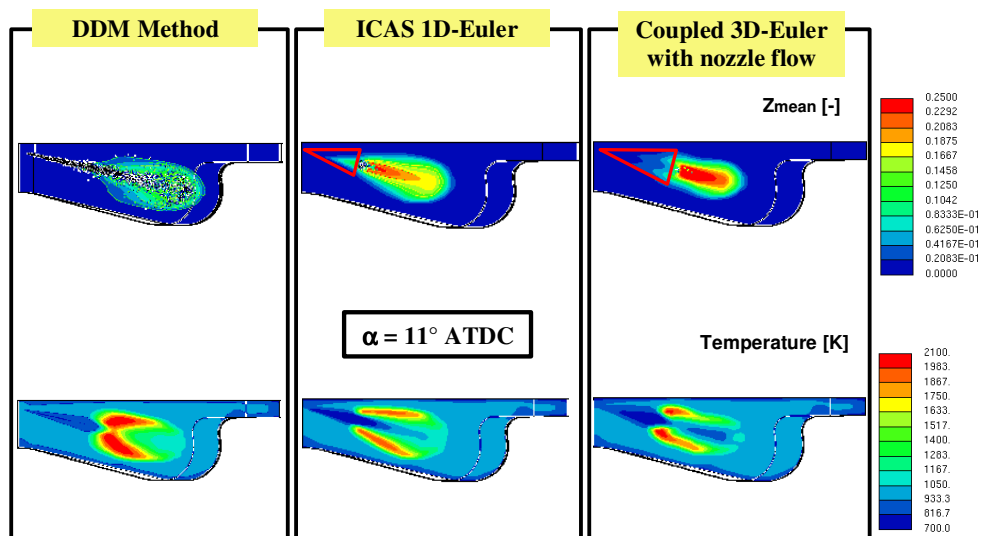 DDM Method
ICAS 1D-Euler
Coupled 3D-Euler
with nozzle flow
Zmean [-]
0.2500
0.2292
0.2083
0.1875
0.1667
0.1458
0.1250
0.1042
0.8333E-01
0.6250E-01
0.4167E-01
0.2083E-01
0.0000
α = 11° ATDC
Temperature [K]
2100.
1983.
1867.
1750.
1633.
1517.
1400.
1283.
1167.
1050.
933.3
816.7
700.0